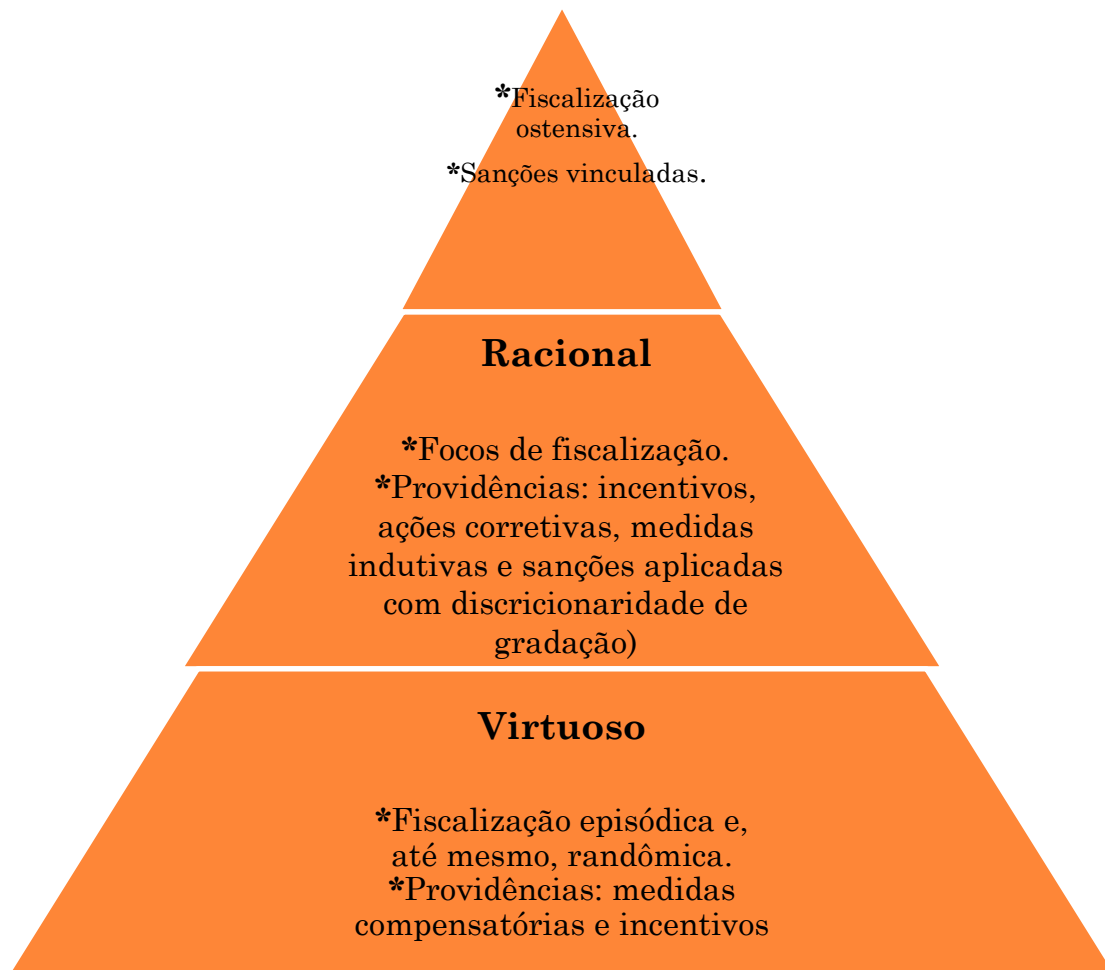 *Fiscalização
ostensiva.
*Sanções vinculadas.
Racional
*Focos de fiscalização.
*Providências: incentivos,
ações corretivas, medidas
indutivas e sanções aplicadas
com discricionaridade de
gradação)
Virtuoso
*Fiscalização episódica e,
até mesmo, randômica.
*Providências: medidas
compensatórias e incentivos